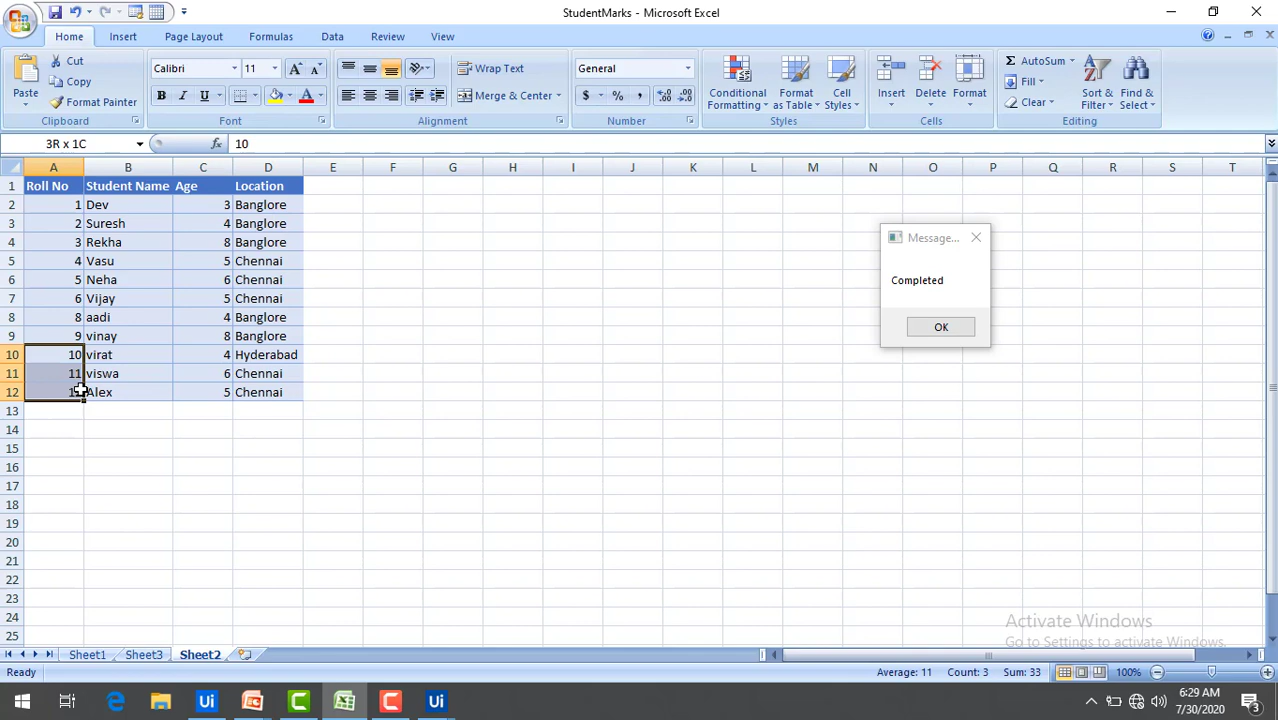 StudentMarks - Microsoft Excel
Home Insert Page Layout Formulas Data Review View
Paste Cut Copy Format Painter Clipboard
Calibri 11 A A B I U A Font
Wrap Text Merge & Center Alignment
General $ % , Number
Conditional Formatting Format as Table Cell Styles Styles
Insert Delete Format Cells
Σ AutoSum Fill Clear Sort & Filter Find & Select Editing
3R x 1C fx 10
A B C D E F G H I J K L M N O P Q R S T
1 Roll No Student Name Age Location
2 1 Dev 3 Banglore
3 2 Suresh 4 Banglore
4 3 Rekha 8 Banglore
5 4 Vasu 5 Chennai
6 5 Neha 6 Chennai
7 6 Vijay 5 Chennai
8 8 aadi 4 Banglore
9 9 vinay 8 Banglore
10 10 virat 4 Hyderabad
11 11 viswa 6 Chennai
12 Alex 5 Chennai
13
14
15
16
17
18
19
20
21
22
23
24
25
Message...
Completed
OK
Activate Windows
Go to Settings to activate Windows.
Sheet1 Sheet3 Sheet2
Ready Average: 11 Count: 3 Sum: 33 100%
Ui Ui 6:29 AM
7/30/2020 3